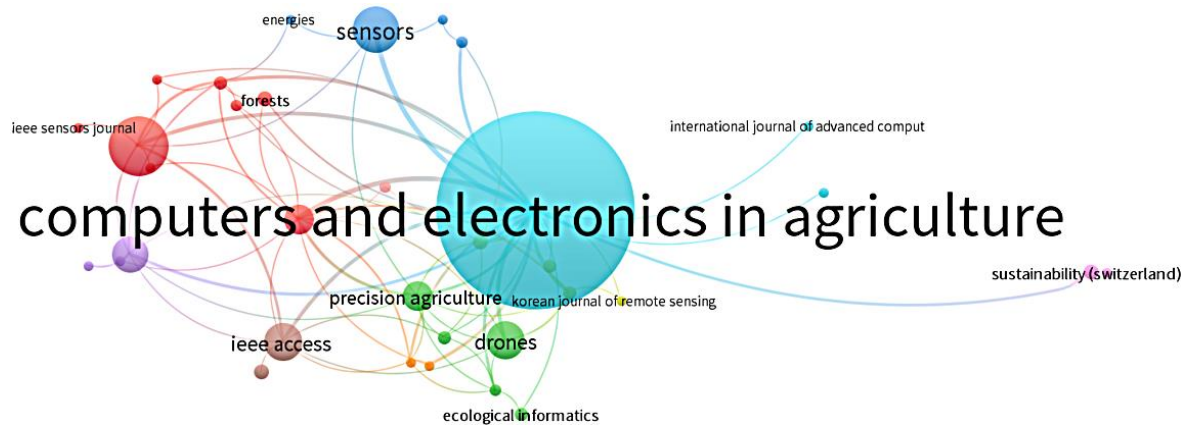 energies
sensors
forests
ieee sensors journal
international journal of advanced comput
computers and electronics in agriculture
sustainability (switzerland)
precision agriculture
korean journal of remote sensing
ieee access
drones
ecological informatics